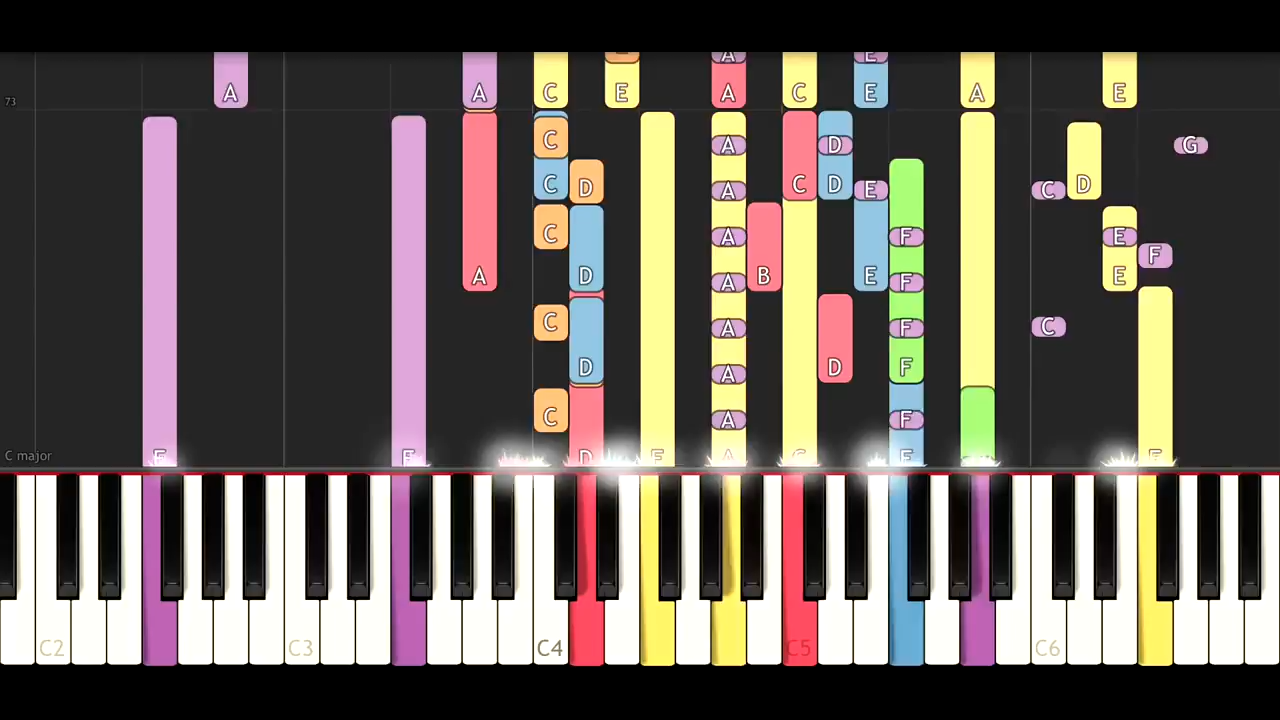 A A C E A A C E E A E
73
C A D G
C D A C D E C D
C A F E
F
A D B D A E F E
C A F C
A D D F
C A F
C major F F D F A C F F
C2 C3 C4 C5 C6